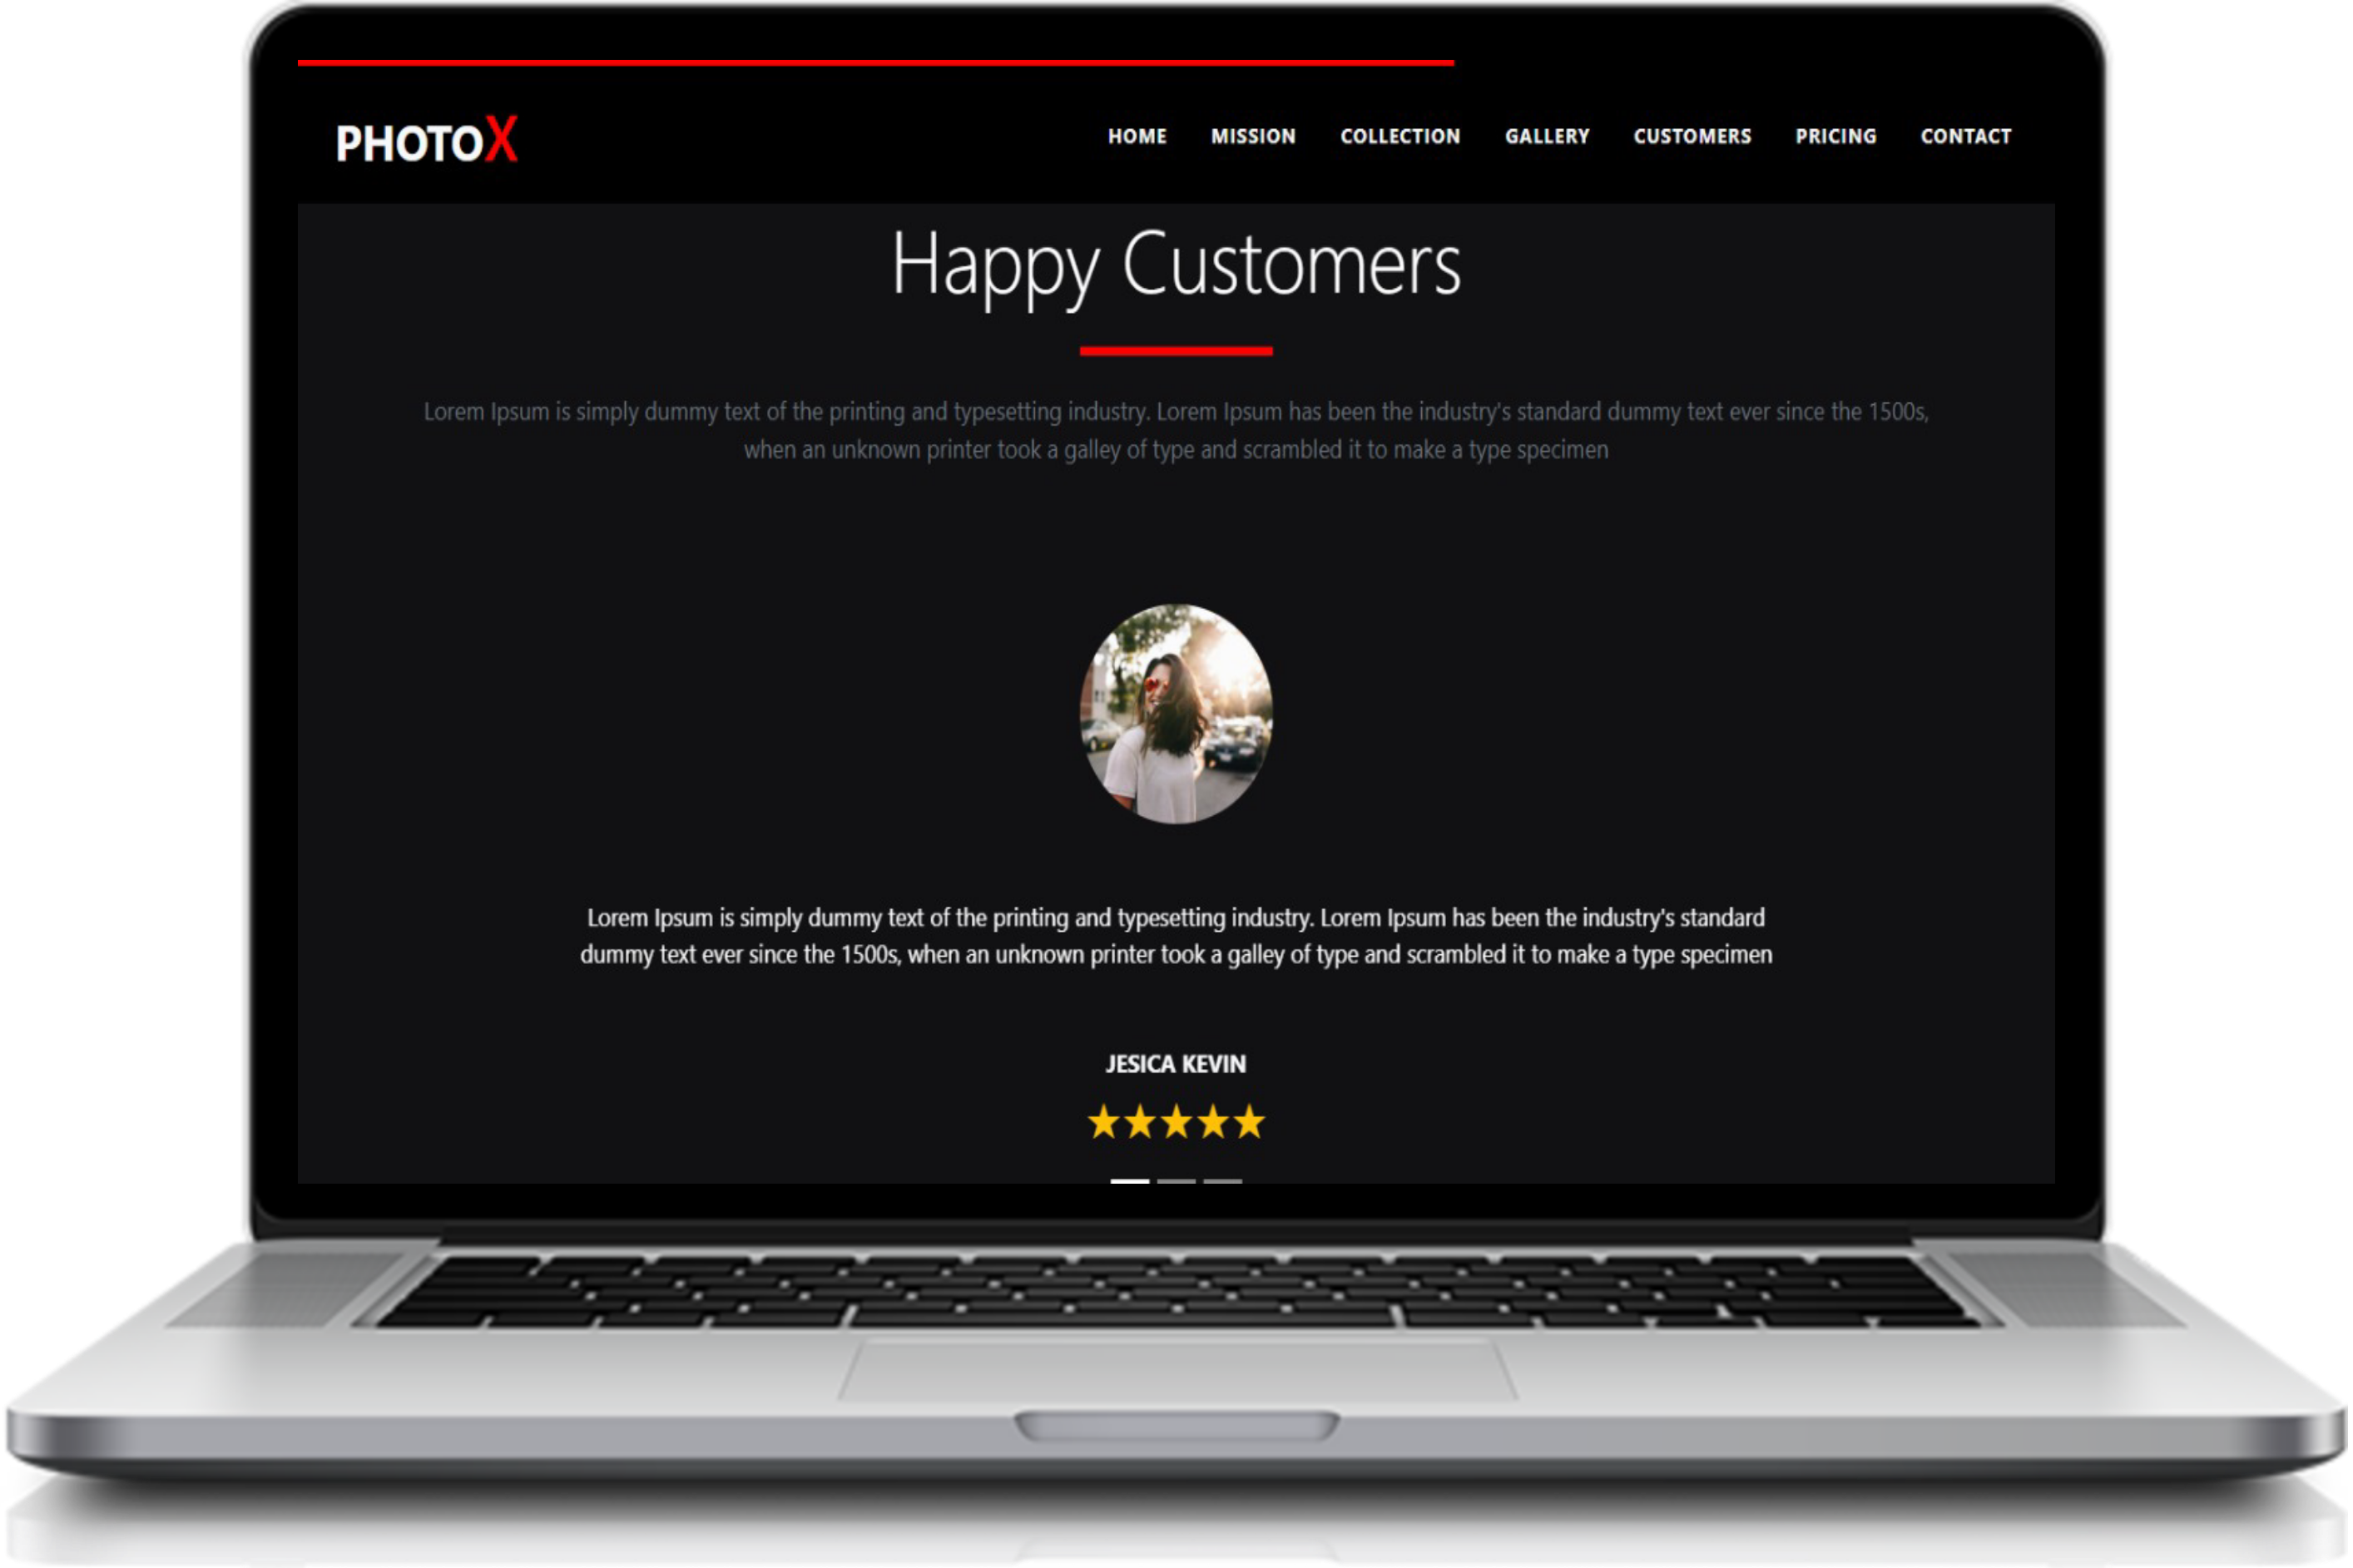 PHOTOX
HOME MISSION COLLECTION GALLERY CUSTOMERS PRICING CONTACT
Happy Customers
Lorem Ipsum is simply dummy text of the printing and typesetting industry. Lorem Ipsum has been the industry's standard dummy text ever since the 1500s,
when an unknown printer took a galley of type and scrambled it to make a type specimen
Lorem Ipsum is simply dummy text of the printing and typesetting industry. Lorem Ipsum has been the industry's standard
dummy text ever since the 1500s, when an unknown printer took a galley of type and scrambled it to make a type specimen
JESICA KEVIN